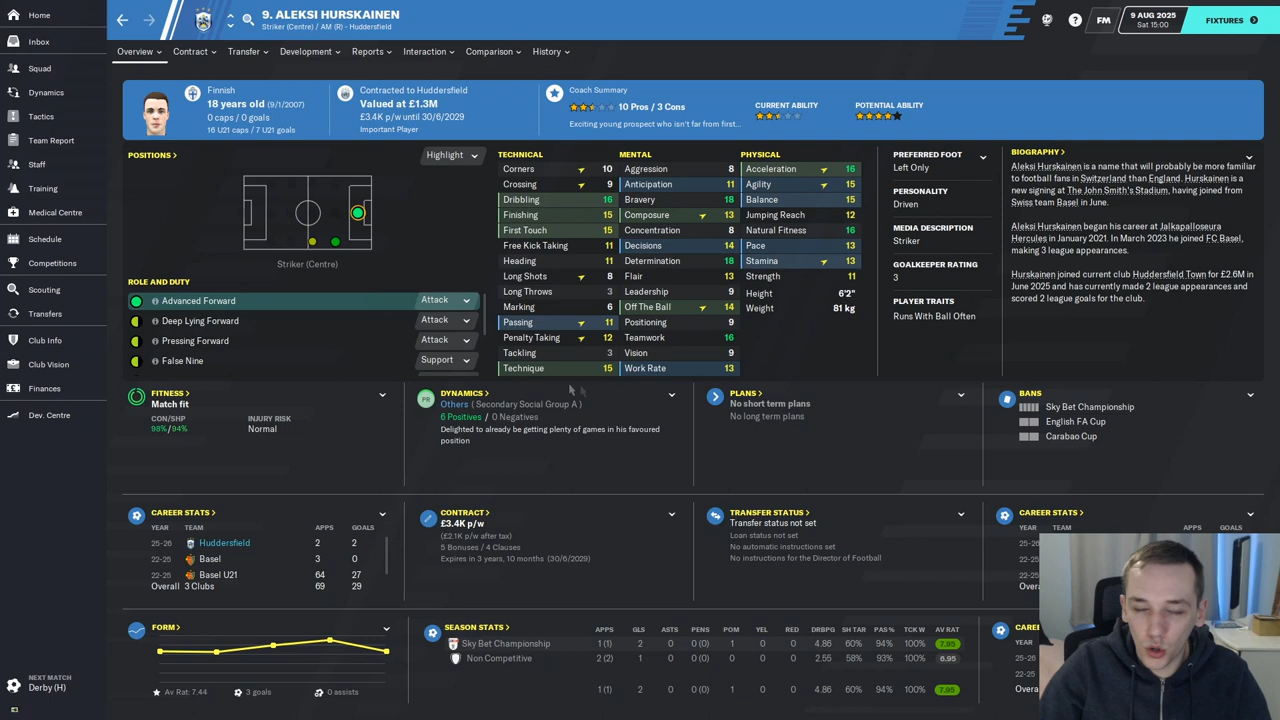 Home
Inbox
Squad
Dynamics
Tactics
Team Report
Staff
Training
Medical Centre
Schedule
Competitions
Scouting
Transfers
Club Info
Club Vision
Finances
Dev. Centre
NEXT MATCH
Derby (H)
9. ALEKSI HURSKAINEN
Striker (Centre) / AM (R) - Huddersfield
FM
9 AUG 2025
Sat 15:00
FIXTURES
Overview
Contract
Transfer
Development
Reports
Interaction
Comparison
History
Finnish
18 years old (9/1/2007)
0 caps / 0 goals
16 U21 caps / 7 U21 goals
Contracted to Huddersfield
Valued at £1.3M
£3.4K p/w until 30/6/2029
Important Player
Coach Summary
10 Pros / 3 Cons
Exciting young prospect who isn't far from first...
CURRENT ABILITY
POTENTIAL ABILITY
POSITIONS >
Highlight
Striker (Centre)
ROLE AND DUTY
Advanced Forward Attack
Deep Lying Forward Attack
Pressing Forward Attack
False Nine Support
TECHNICAL
Corners 10
Crossing 9
Dribbling 16
Finishing 15
First Touch 15
Free Kick Taking 11
Heading 11
Long Shots 8
Long Throws 3
Marking 6
Passing 11
Penalty Taking 12
Tackling 3
Technique 15
MENTAL
Aggression 8
Anticipation 11
Bravery 18
Composure 13
Concentration 8
Decisions 14
Determination 18
Flair 13
Leadership 9
Off The Ball 14
Positioning 9
Teamwork 16
Vision 9
Work Rate 13
PHYSICAL
Acceleration 16
Agility 15
Balance 15
Jumping Reach 12
Natural Fitness 16
Pace 13
Stamina 13
Strength 11
Height 6'2"
Weight 81 kg
PREFERRED FOOT
Left Only
PERSONALITY
Driven
MEDIA DESCRIPTION
Striker
GOALKEEPER RATING
3
PLAYER TRAITS
Runs With Ball Often
BIOGRAPHY >
Aleksi Hurskainen is a name that will probably be more familiar
to football fans in Switzerland than England. Hurskainen is a
new signing at The John Smith's Stadium, having joined from
Swiss team Basel in June.
Hurskainen began his career at Jalkapalloseura
Hercules in January 2021. In March 2023 he joined FC Basel,
making 3 league appearances.
Hurskainen joined current club Huddersfield Town for £2.6M in
June 2025 and has currently made 2 league appearances and
scored 2 league goals for the club.
FITNESS >
Match fit
CON/SHP INJURY RISK
98%/94% Normal
DYNAMICS >
PR
Others ( Secondary Social Group A )
6 Positives / 0 Negatives
Delighted to already be getting plenty of games in his favoured
position
PLANS >
No short term plans
No long term plans
BANS
Sky Bet Championship
English FA Cup
Carabao Cup
CAREER STATS >
YEAR TEAM APPS GOALS
25-26 Huddersfield 2 2
22-25 Basel 3 0
22-25 Basel U21 64 27
Overall 3 Clubs 69 29
CONTRACT >
£3.4K p/w
(£2.1K p/w after tax)
5 Bonuses / 4 Clauses
Expires in 3 years, 10 months (30/6/2029)
TRANSFER STATUS >
Transfer status not set
Loan status not set
No automatic instructions set
No instructions for the Director of Football
CAREER STATS >
YEAR TEAM APPS GOALS
FORM >
Av Rat: 7.44 3 goals 0 assists
SEASON STATS >
APPS GLS ASTS PENS POM YEL RED DRBPG SH TAR PAS % TCK W AV RAT
Sky Bet Championship 1 (1) 2 0 0 (0) 1 0 0 4.86 60% 94% 100% 7.95
Non Competitive 2 (2) 1 0 0 (0) 0 0 0 2.55 58% 93% 100% 6.95
1 (1) 2 0 0 (0) 1 0 0 4.86 60% 94% 100% 7.95
YEAR
25-26